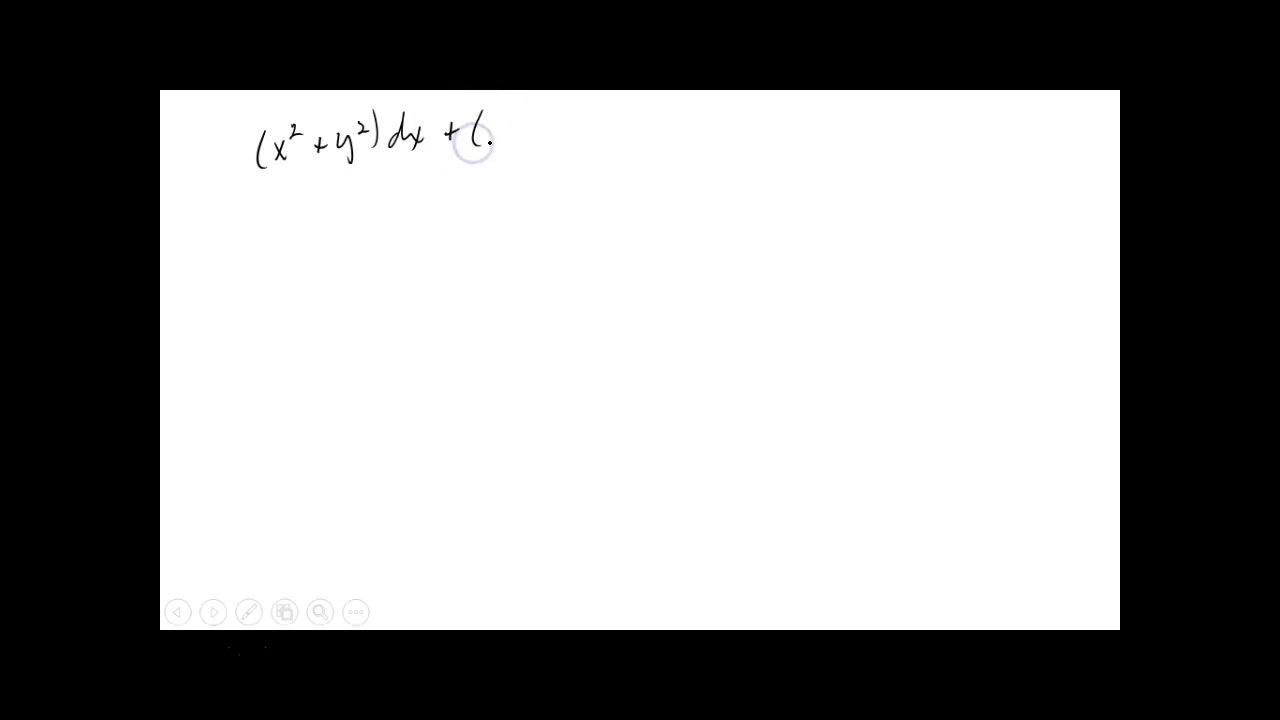 (x² + y²) dx + (